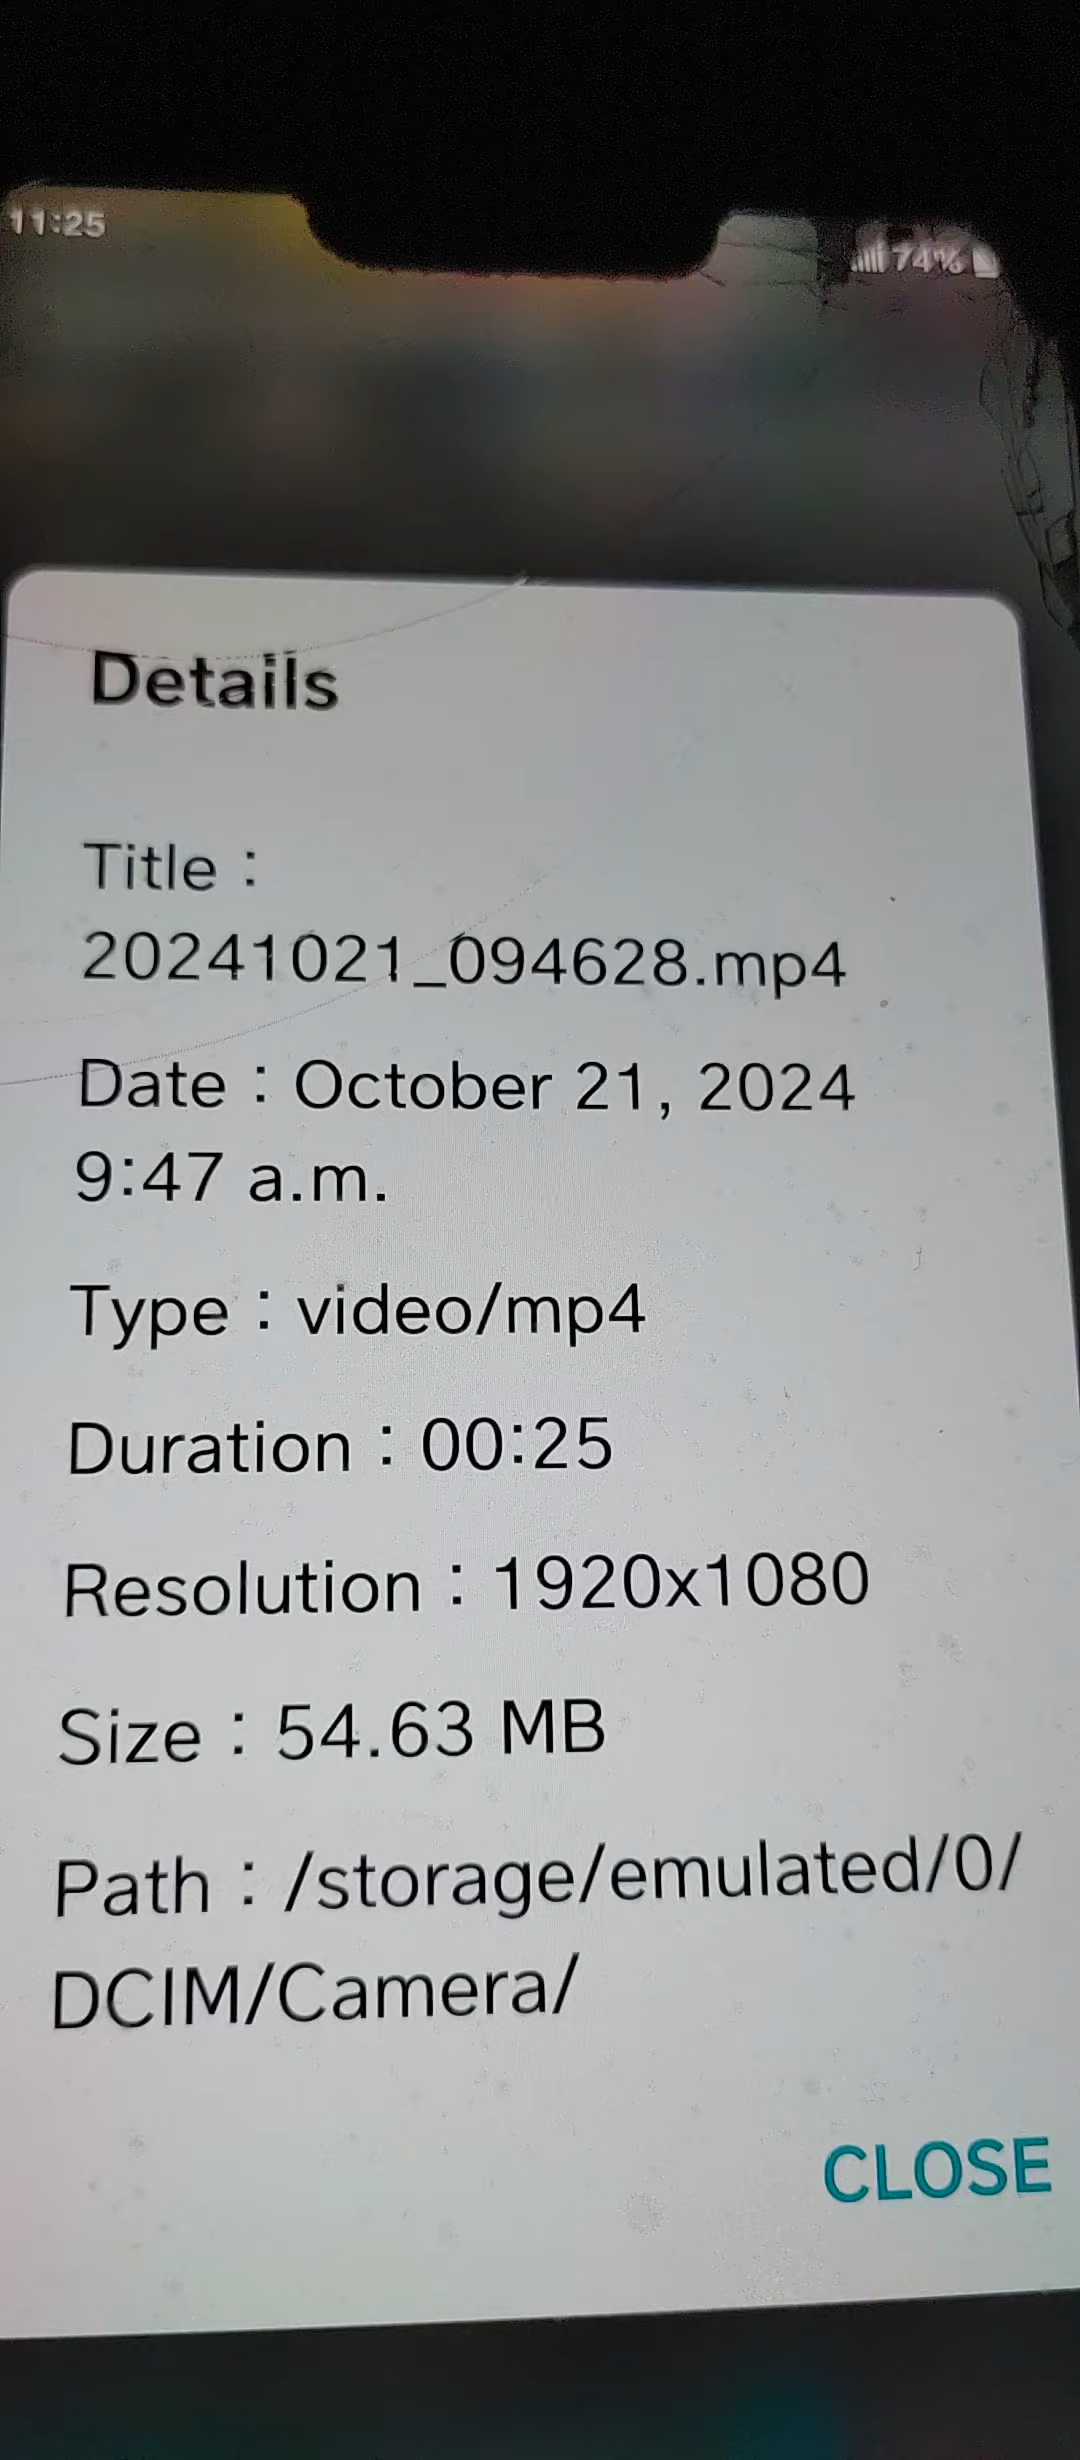 11:25
74%
Details
Title :
20241021_094628.mp4
Date : October 21, 2024
9:47 a.m.
Type : video/mp4
Duration : 00:25
Resolution : 1920x1080
Size : 54.63 MB
Path : /storage/emulated/0/
DCIM/Camera/
CLOSE